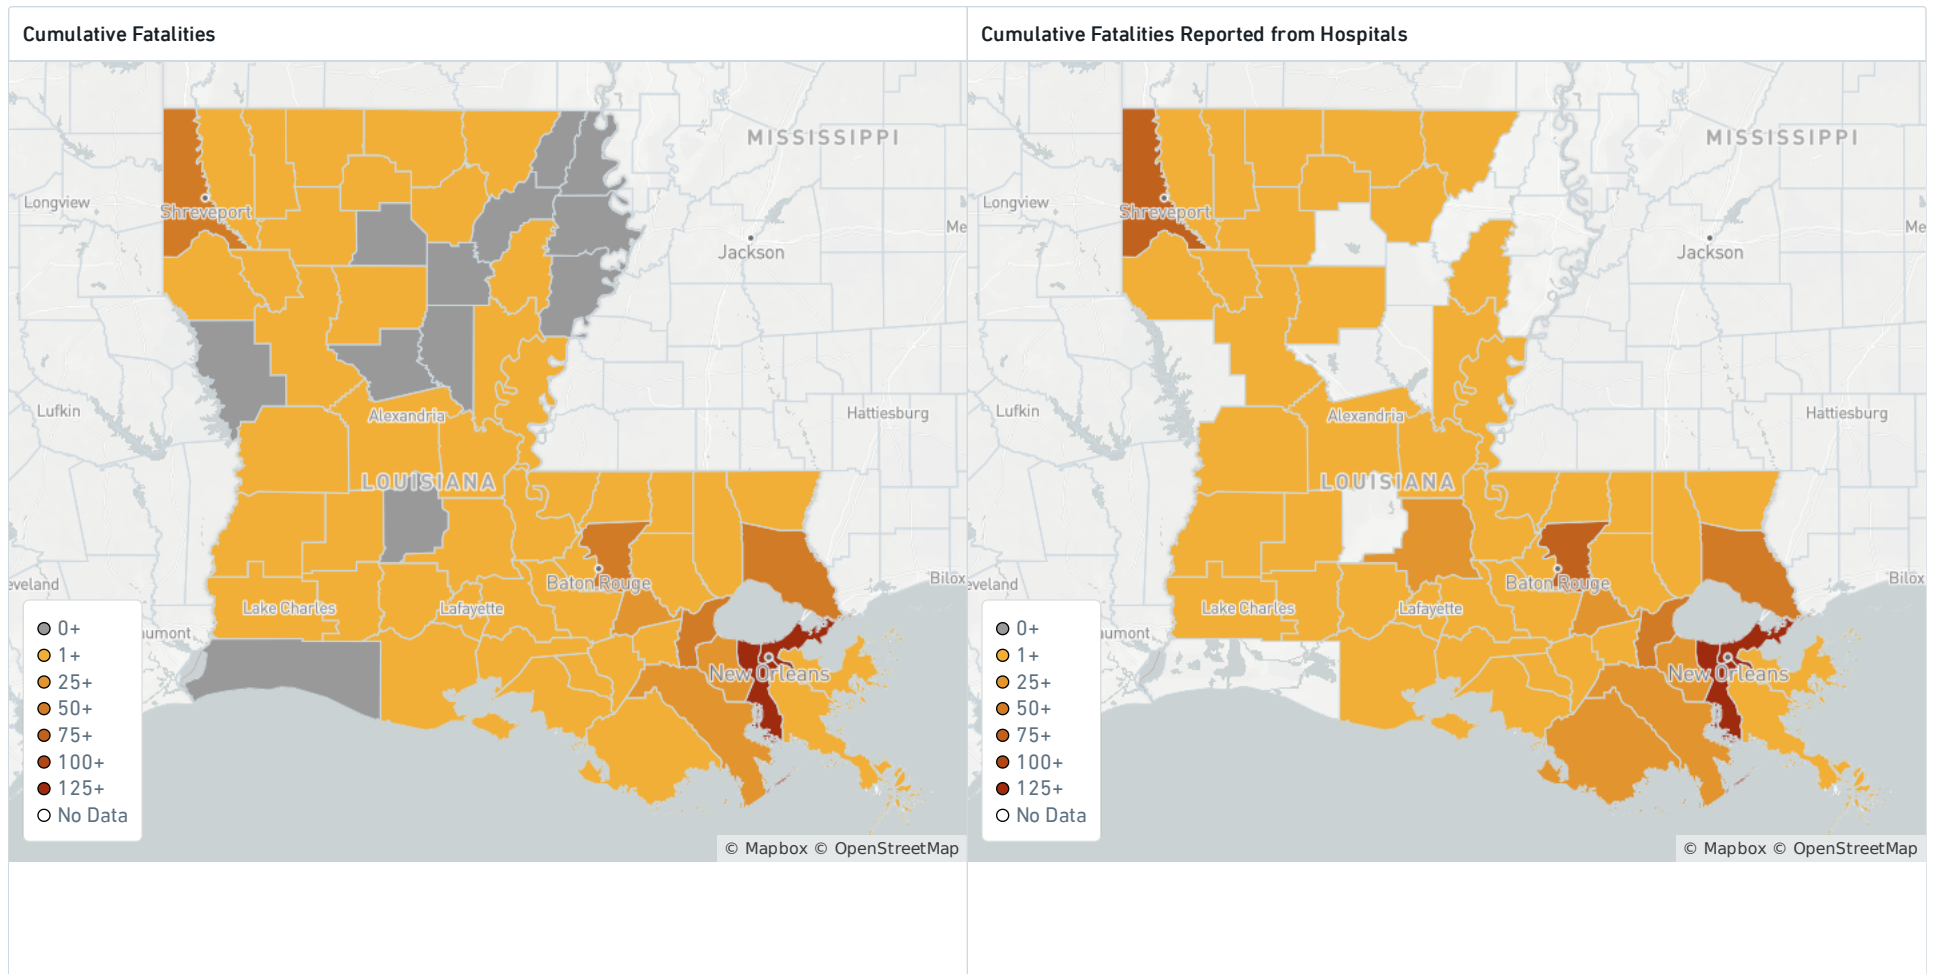 Cumulative Fatalities
MISSISSIPPI
Longview
Shreveport
Me
Jackson
Lufkin
Alexandria
Hattiesburg
LOUISIANA
eveland
Baton Rouge
Bilox
Lake Charles
Lafayette
aumont
New Orleans
0+
1+
25+
50+
75+
100+
125+
No Data
© Mapbox © OpenStreetMap
Cumulative Fatalities Reported from Hospitals
MISSISSIPPI
Longview
Shreveport
Me
Jackson
Lufkin
Alexandria
Hattiesburg
LOUISIANA
eveland
Baton Rouge
Bilox
Lake Charles
Lafayette
aumont
New Orleans
0+
1+
25+
50+
75+
100+
125+
No Data
© Mapbox © OpenStreetMap